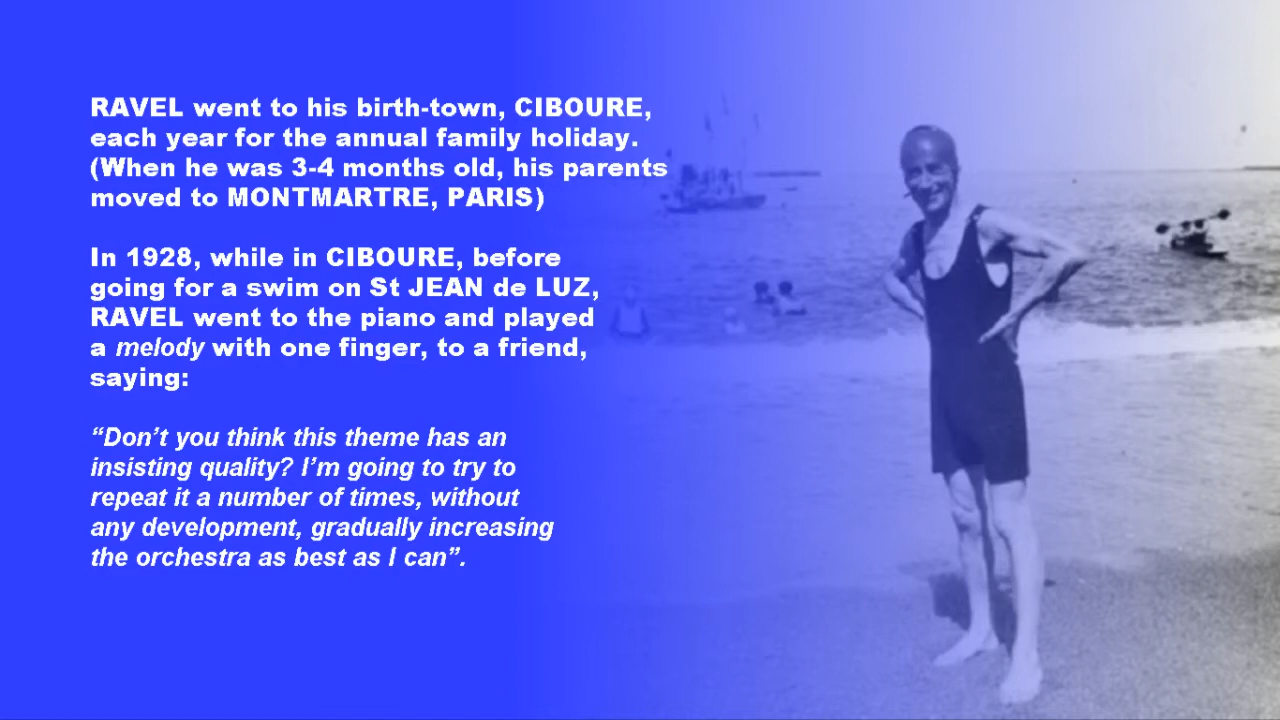 RAVEL went to his birth-town, CIBOURE,
each year for the annual family holiday.
(When he was 3-4 months old, his parents
moved to MONTMARTRE, PARIS)
In 1928, while in CIBOURE, before
going for a swim on St JEAN de LUZ,
RAVEL went to the piano and played
a melody with one finger, to a friend,
saying:
“Don’t you think this theme has an
insisting quality? I’m going to try to
repeat it a number of times, without
any development, gradually increasing
the orchestra as best as I can”.